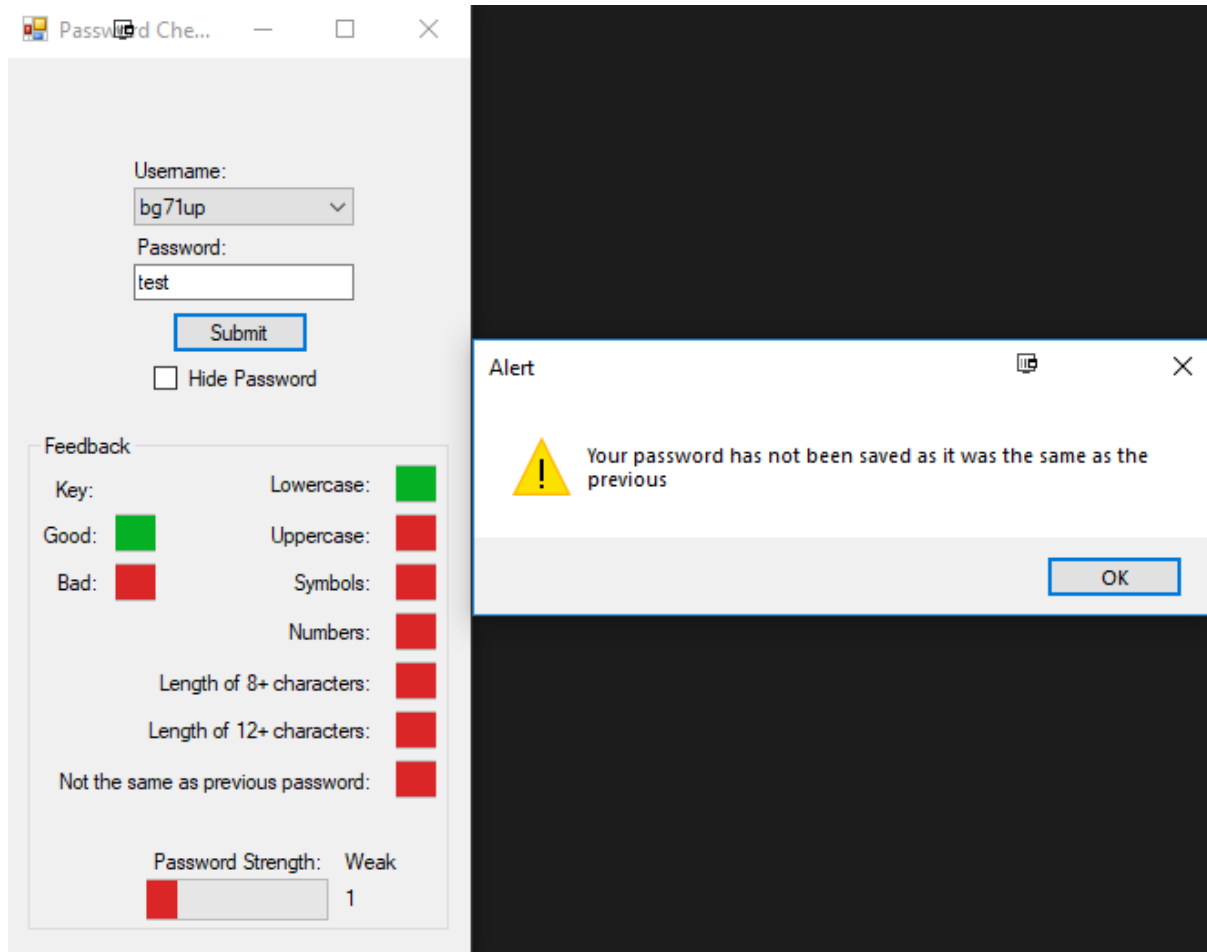 Password Che...
Username:
bg71up
Password:
test
Submit
Hide Password
Feedback
Key:
Good:
Bad:
Lowercase:
Uppercase:
Symbols:
Numbers:
Length of 8+ characters:
Length of 12+ characters:
Not the same as previous password:
Password Strength: Weak
1
Alert
Your password has not been saved as it was the same as the
previous
OK